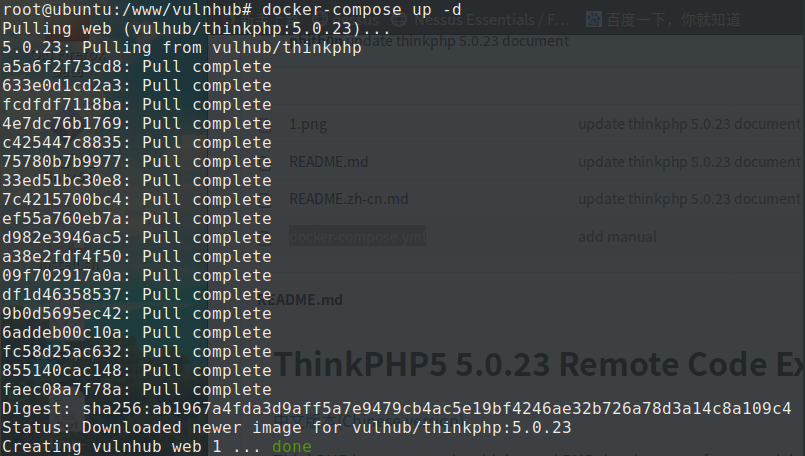 root@ubuntu:/www/vulnhub# docker-compose up -d
Nessus Essentials / F...
百度一下，你就知道
Pulling web (vulhub/thinkphp:5.0.23)...
update thinkphp 5.0.23 document
5.0.23: Pulling from vulhub/thinkphp
a5a6f2f73cd8: Pull complete
633e0d1cd2a3: Pull complete
fcdfdf7118ba: Pull complete
4e7dc76b1769: Pull complete
1.png
update thinkphp 5.0.23 document
c425447c8835: Pull complete
75780b7b9977: Pull complete
README.md
update thinkphp 5.0.23 document
33ed51bc30e8: Pull complete
7c4215700bc4: Pull complete
README.zh-cn.md
update thinkphp 5.0.23 document
ef55a760eb7a: Pull complete
d982e3946ac5: Pull complete
docker-compose.yml
add manual
a38e2fdf4f50: Pull complete
09f702917a0a: Pull complete
df1d46358537: Pull complete
README.md
9b0d5695ec42: Pull complete
6addeb00c10a: Pull complete
fc58d25ac632: Pull complete
ThinkPHP5 5.0.23 Remote Code Ex
855140cac148: Pull complete
faec08a7f78a: Pull complete
Digest: sha256:ab1967a4fda3d9aff5a7e9479cb4ac5e19bf4246ae32b726a78d3a14c8a109c4
Status: Downloaded newer image for vulhub/thinkphp:5.0.23
Creating vulnhub_web_1 ... done